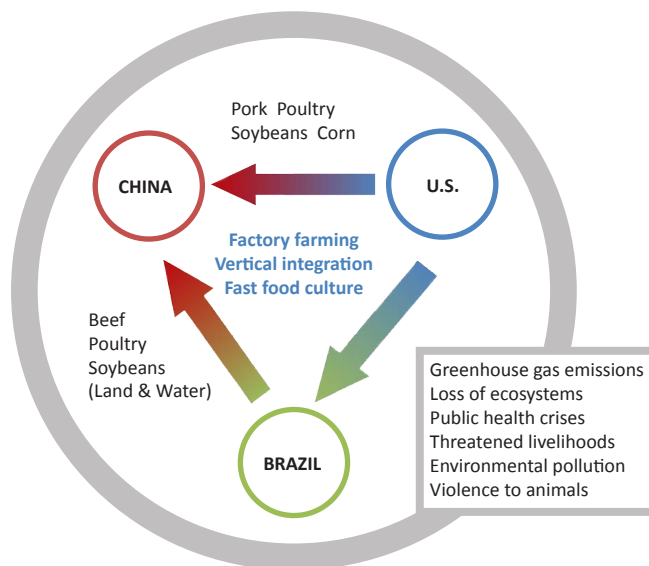 Pork Poultry
Soybeans Corn
CHINA
U.S.
Factory farming
Vertical integration
Fast food culture
Beef
Poultry
Soybeans
(Land & Water)
BRAZIL
Greenhouse gas emissions
Loss of ecosystems
Public health crises
Threatened livelihoods
Environmental pollution
Violence to animals